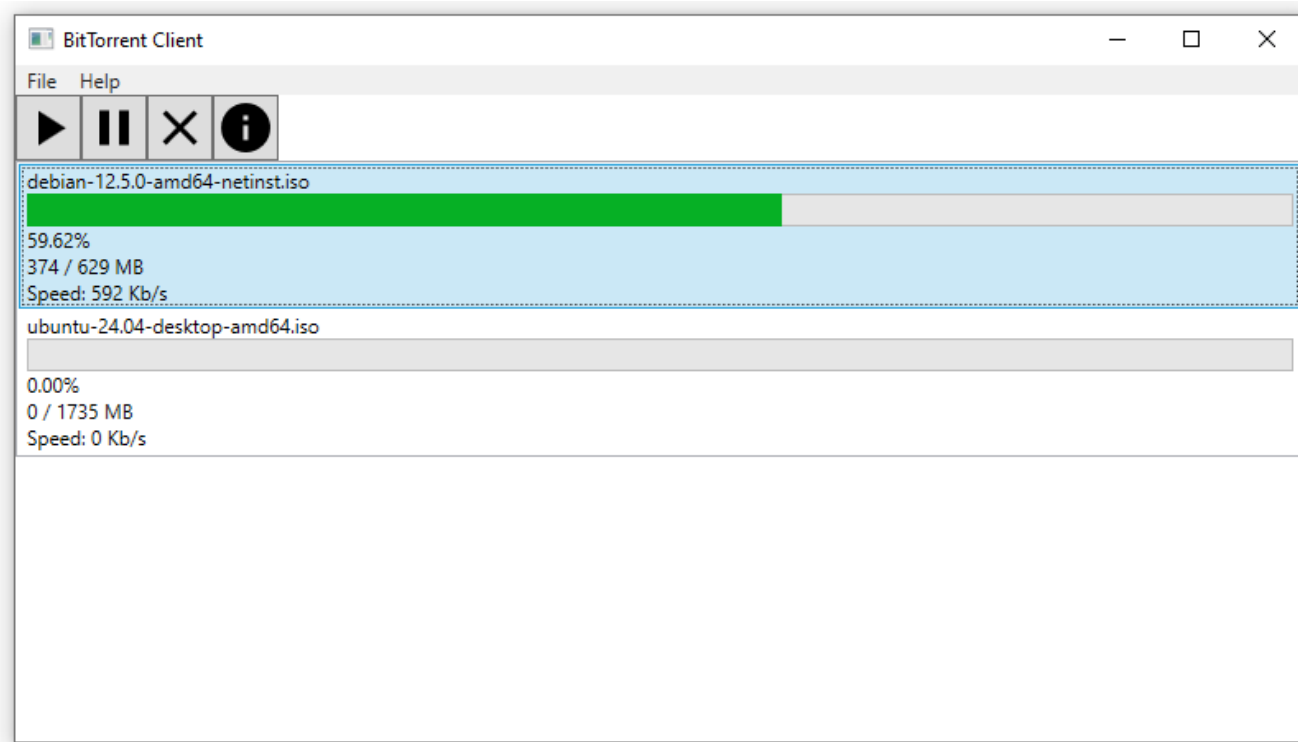 BitTorrent Client
File Help
debian-12.5.0-amd64-netinst.iso
59.62%
374 / 629 MB
Speed: 592 Kb/s
ubuntu-24.04-desktop-amd64.iso
0.00%
0 / 1735 MB
Speed: 0 Kb/s